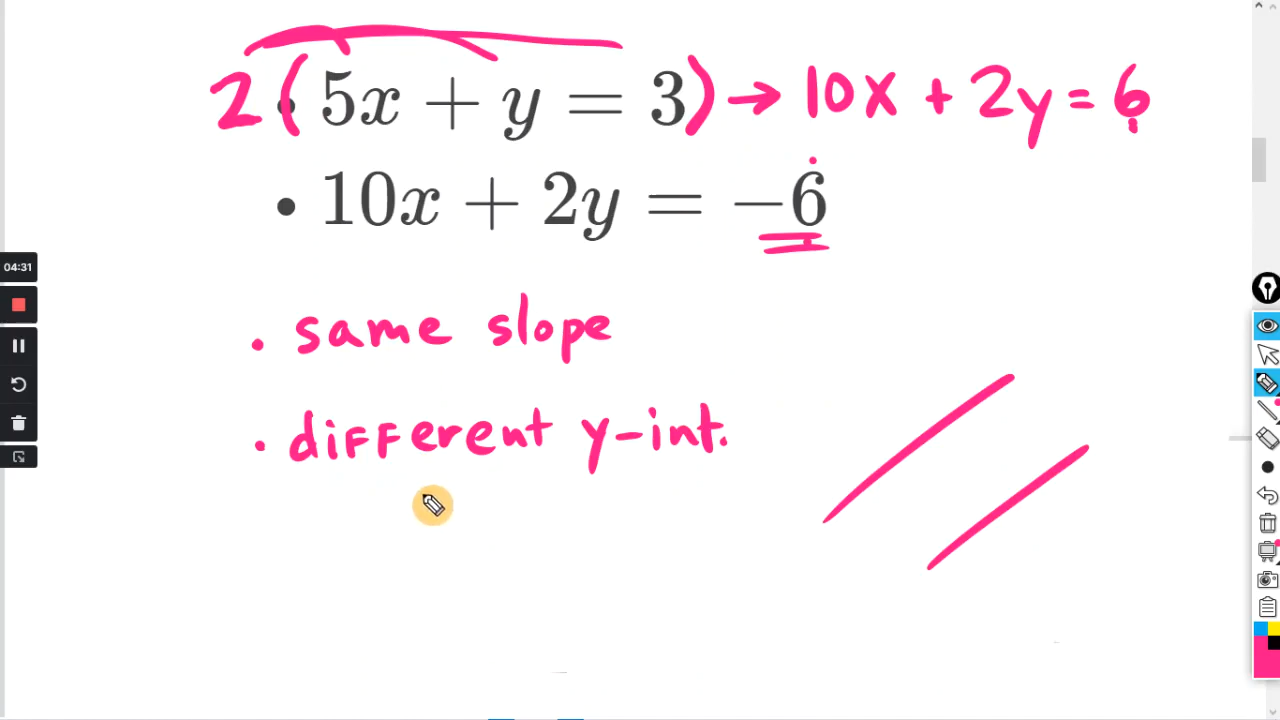 2(5x + y = 3) → 10x + 2y = 6
• 10x + 2y = −6
04:31
• same slope
• different y-int.